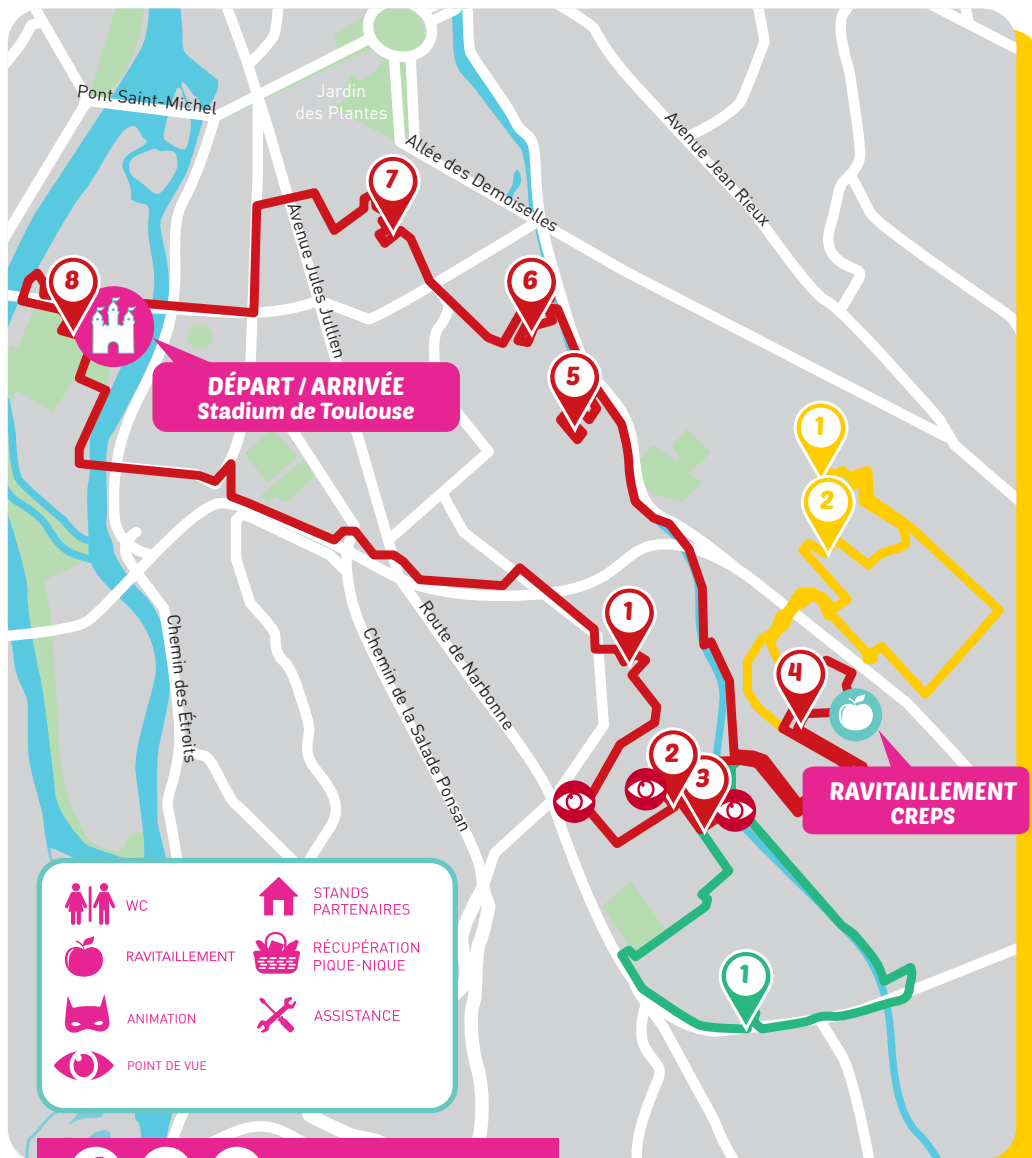 Pont Saint-Michel
Jardin
des Plantes
Allée des Demoiselles
Avenue Jean Rieux
7
Avenue Jules Jullien
8
6
DÉPART / ARRIVÉE
Stadium de Toulouse
5
1
2
1
Chemin des Étroits
Chemin de la Salade Ponsan
Route de Narbonne
4
2
3
RAVITAILLEMENT
CREPS
1
WC
STANDS
PARTENAIRES
RAVITAILLEMENT
RÉCUPÉRATION
PIQUE-NIQUE
ANIMATION
ASSISTANCE
POINT DE VUE